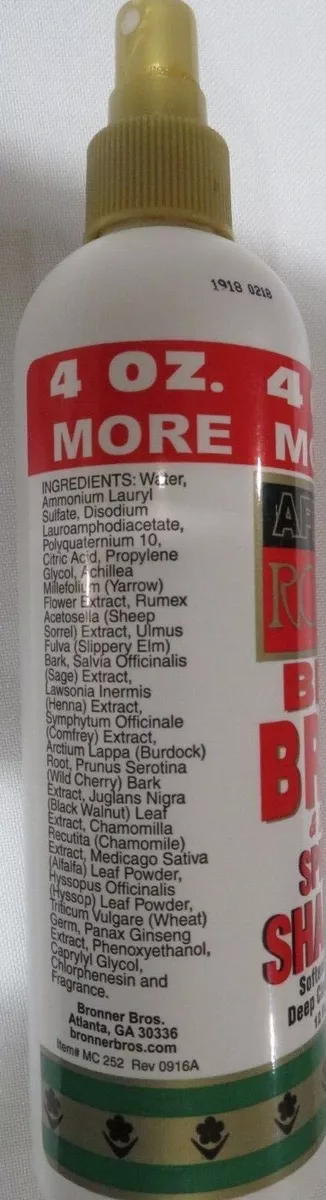 1918 0218
4 OZ. 4
MORE M
INGREDIENTS: Water,
Ammonium Lauryl
Sulfate, Disodium
Lauroamphodiacetate,
Polyquaternium 10,
Citric Acid, Propylene
Glycol, Achillea
Millefolium (Yarrow)
Flower Extract, Rumex
Acetosella (Sheep
Sorrel) Extract, Ulmus
Fulva (Slippery Elm)
Bark, Salvia Officinalis
(Sage) Extract,
Lawsonia Inermis
(Henna) Extract,
Symphytum Officinale
(Comfrey) Extract,
Arctium Lappa (Burdock)
Root, Prunus Serotina
(Wild Cherry) Bark
Extract, Juglans Nigra
(Black Walnut) Leaf
Extract, Chamomilla
Recutita (Chamomile)
Extract, Medicago Sativa
(Alfalfa) Leaf Powder,
Hyssopus Officinalis
(Hyssop) Leaf Powder,
Triticum Vulgare (Wheat)
Germ, Panax Ginseng
Extract, Phenoxyethanol,
Caprylyl Glycol,
Chlorphenesin and
Fragrance.
Bronner Bros.
Atlanta, GA 30336
bronnerbros.com
Item# MC 252 Rev 0916A
BR
SP
SHA
Deep